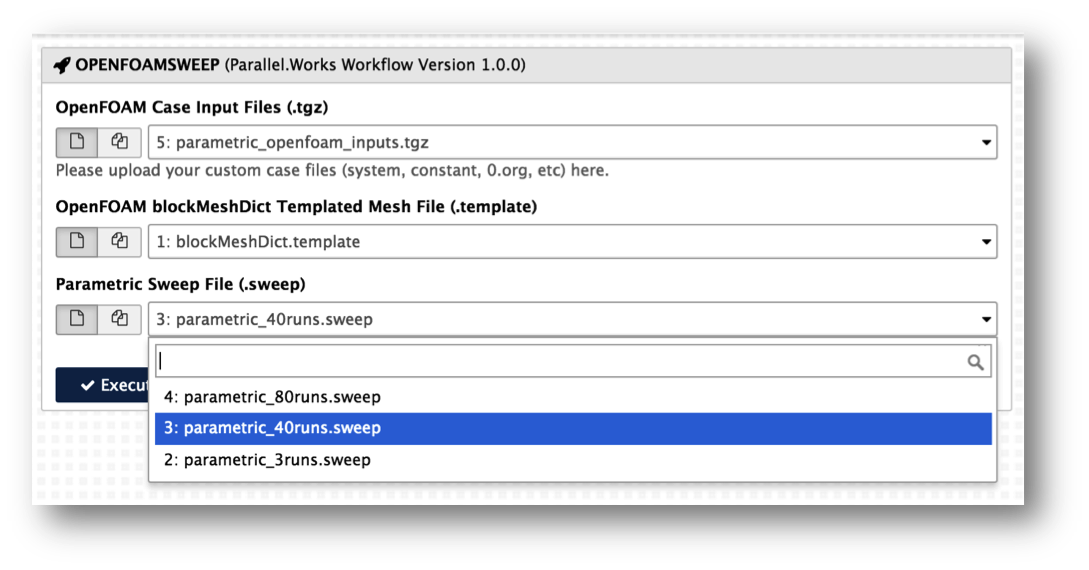 OPENFOAMSWEEP (Parallel.Works Workflow Version 1.0.0)
OpenFOAM Case Input Files (.tgz)
5: parametric_openfoam_inputs.tgz
Please upload your custom case files (system, constant, 0.org, etc) here.
OpenFOAM blockMeshDict Templated Mesh File (.template)
1: blockMeshDict.template
Parametric Sweep File (.sweep)
3: parametric_40runs.sweep
Execut
4: parametric_80runs.sweep
3: parametric_40runs.sweep
2: parametric_3runs.sweep